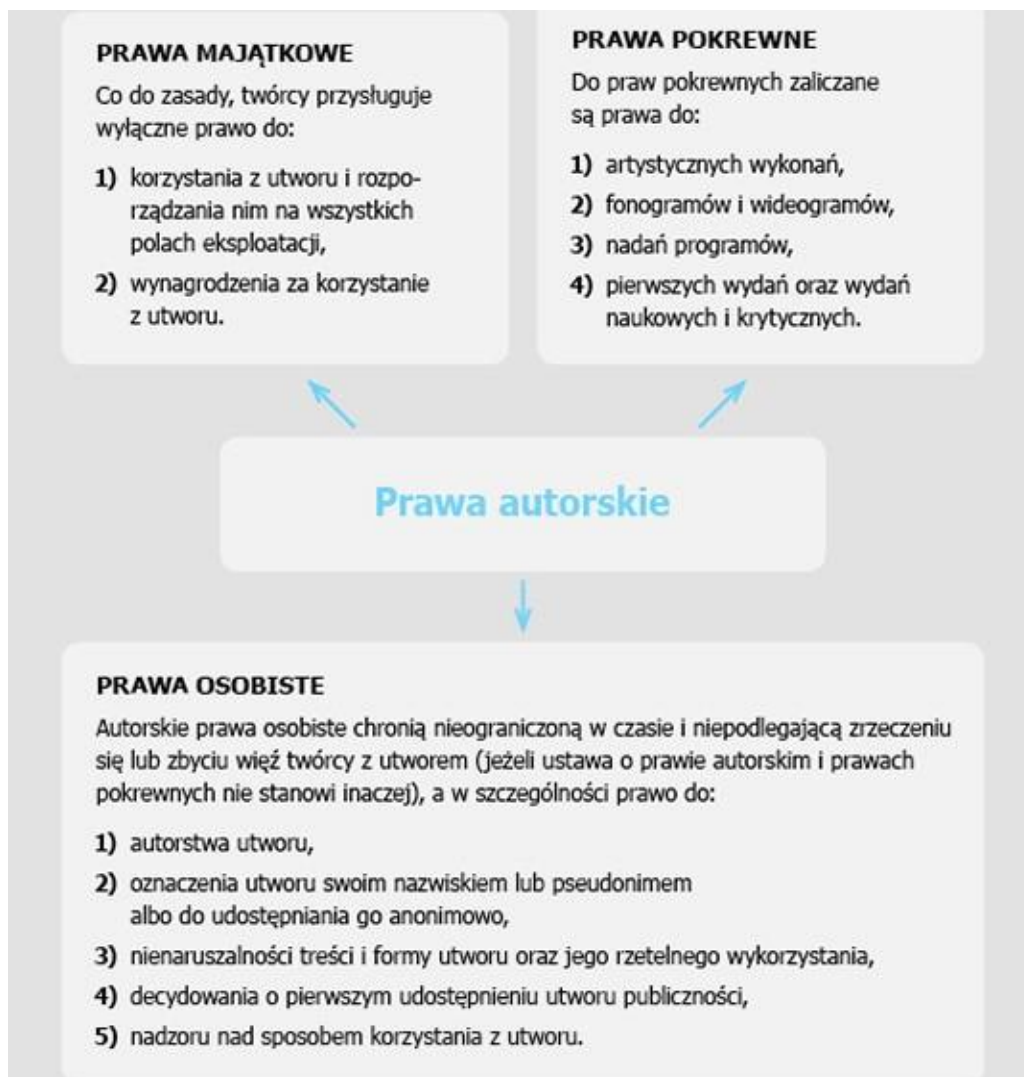 PRAWA MAJĄTKOWE
Co do zasady, twórcy przysługuje
wyłączne prawo do:
1) korzystania z utworu i rozpo-
rządzania nim na wszystkich
polach eksploatacji,
2) wynagrodzenia za korzystanie
z utworu.
PRAWA POKREWNE
Do praw pokrewnych zaliczane
są prawa do:
1) artystycznych wykonań,
2) fonogramów i wideogramów,
3) nadań programów,
4) pierwszych wydań oraz wydań
naukowych i krytycznych.
Prawa autorskie
PRAWA OSOBISTE
Autorskie prawa osobiste chronią nieograniczoną w czasie i niepodlegającą zrzeczeniu
się lub zbyciu więź twórcy z utworem (jeżeli ustawa o prawie autorskim i prawach
pokrewnych nie stanowi inaczej), a w szczególności prawo do:
1) autorstwa utworu,
2) oznaczenia utworu swoim nazwiskiem lub pseudonimem
albo do udostępniania go anonimowo,
3) nienaruszalności treści i formy utworu oraz jego rzetelnego wykorzystania,
4) decydowania o pierwszym udostępnieniu utworu publiczności,
5) nadzoru nad sposobem korzystania z utworu.